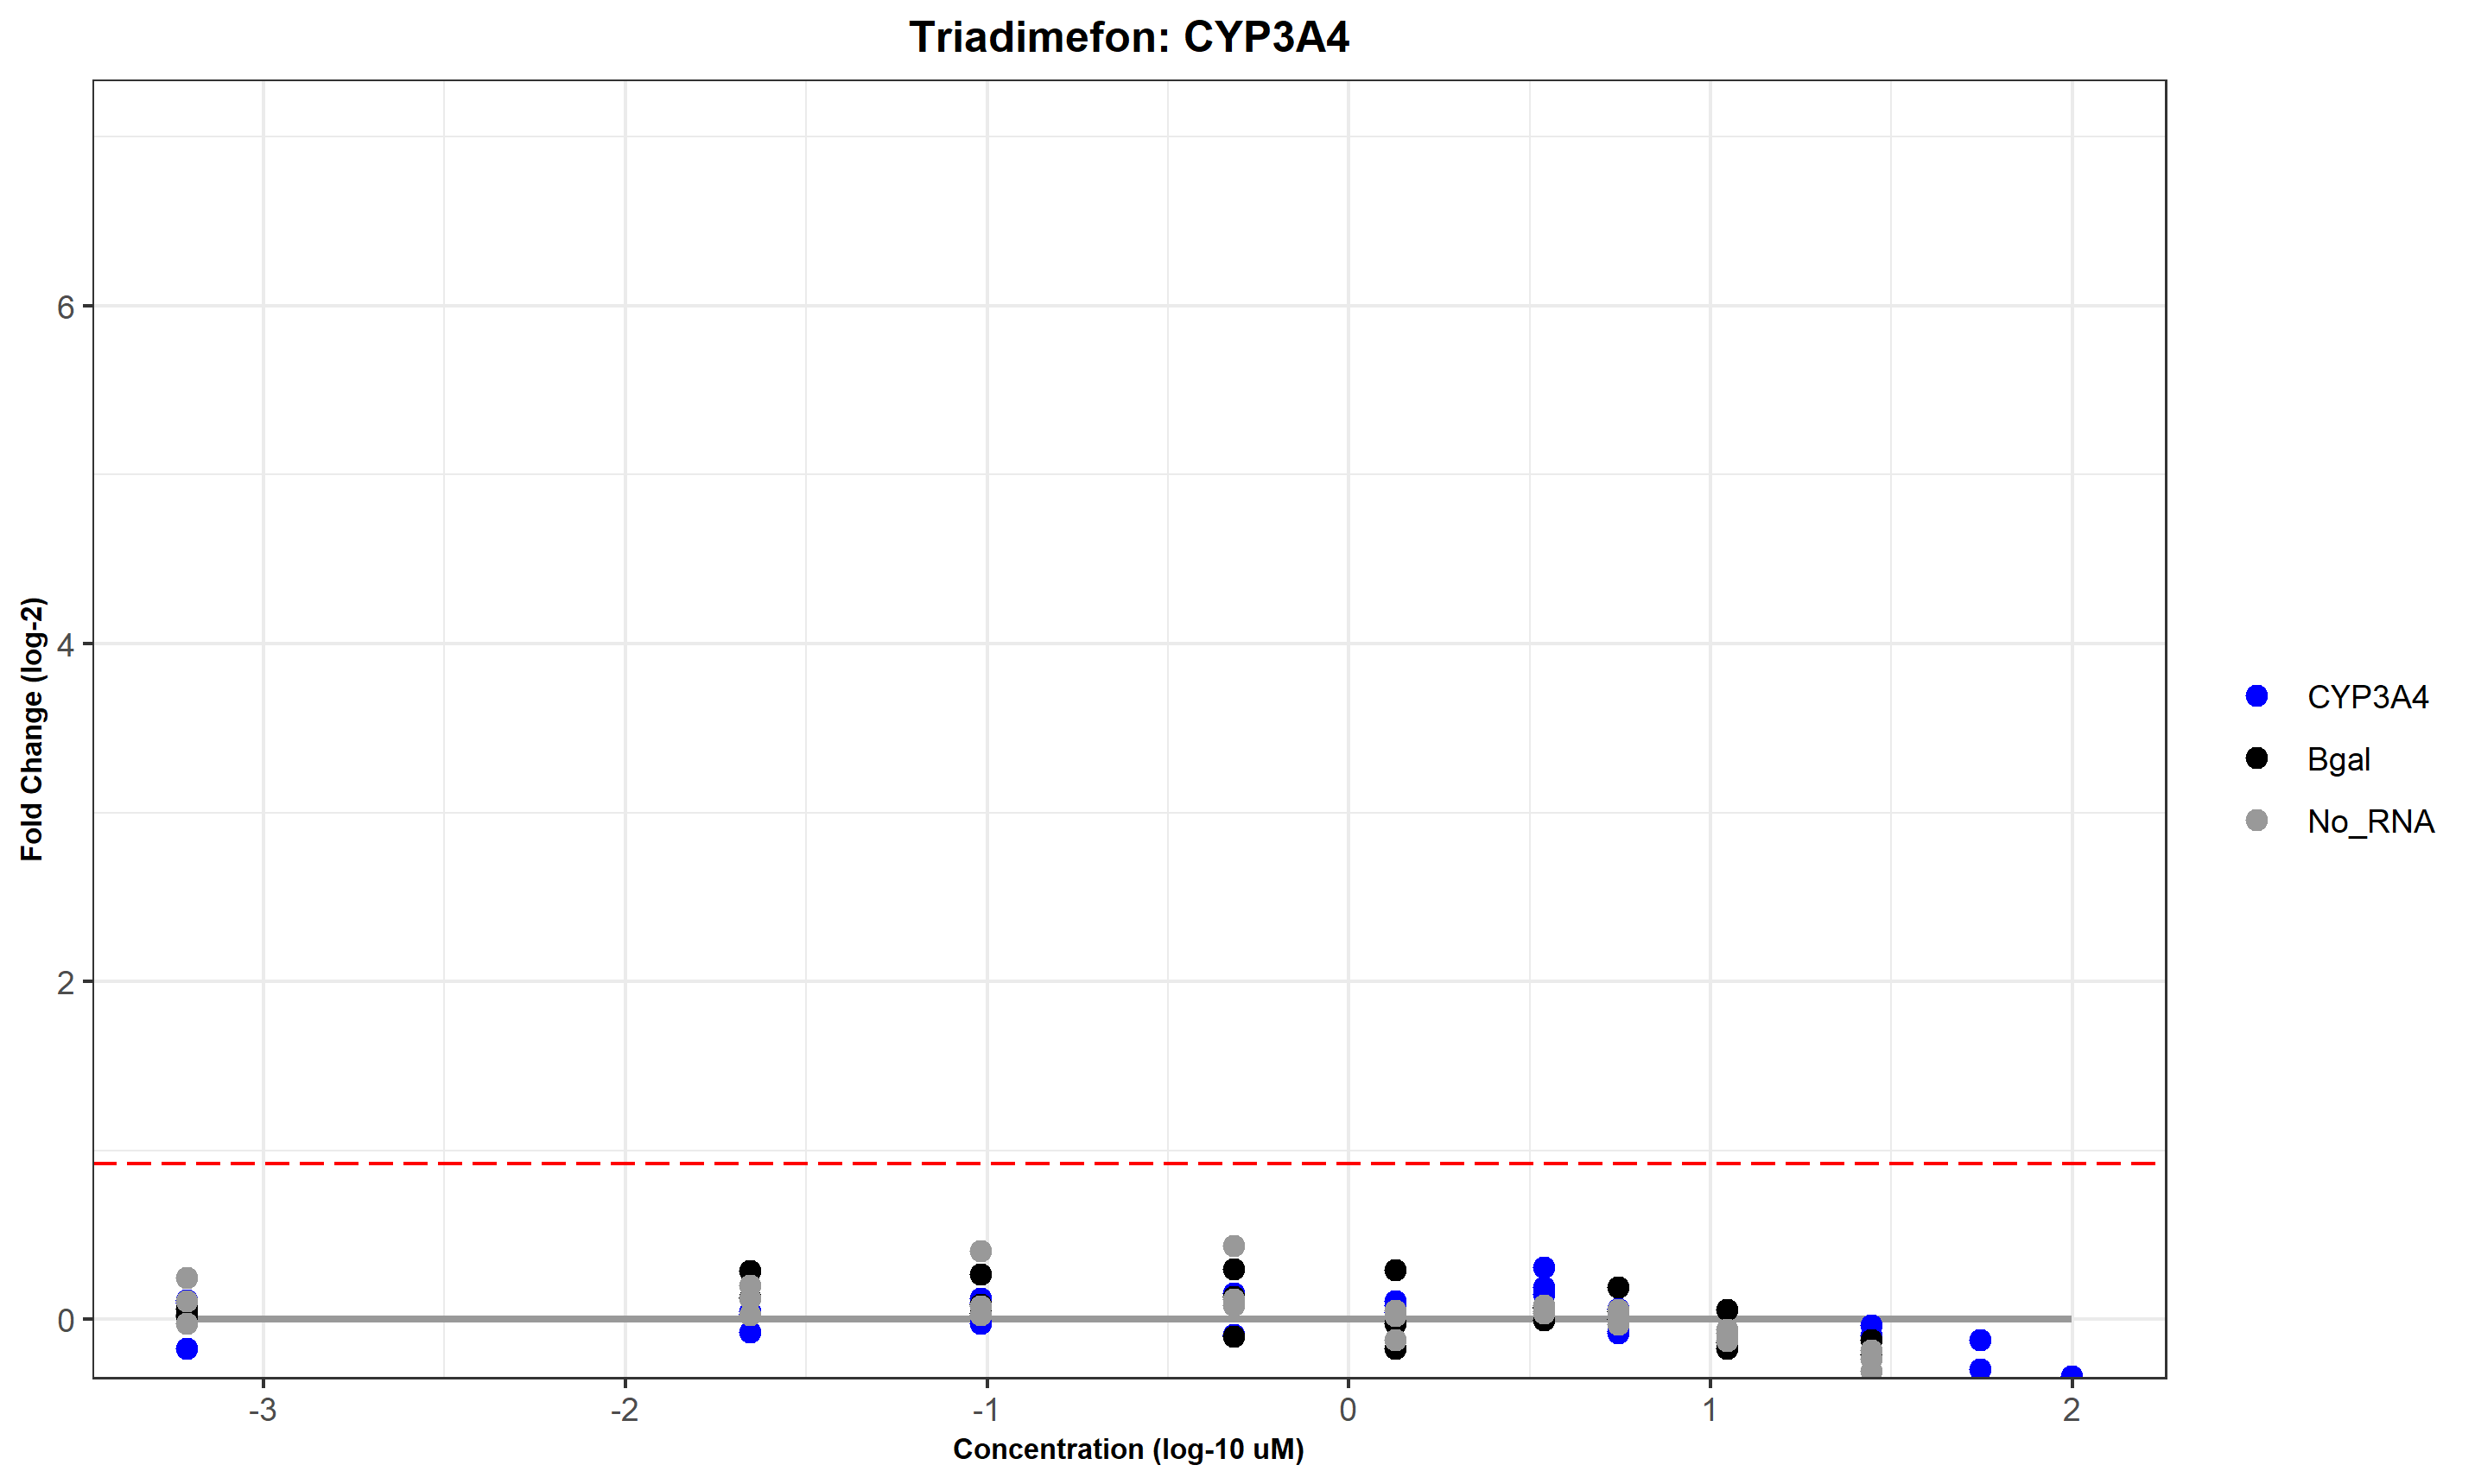 Triadimefon: CYP3A4
Fold Change (log-2)
6
4
2
0
-3
-2
-1
0
1
2
Concentration (log-10 uM)
CYP3A4
Bgal
No_RNA